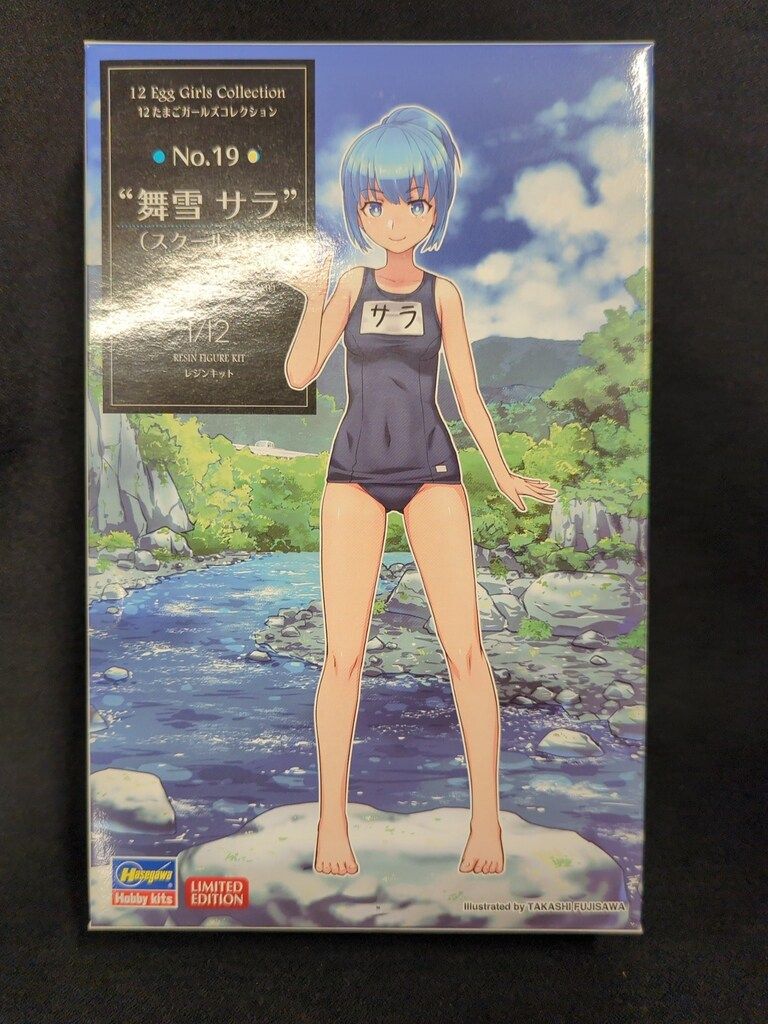 12 Egg Girls Collection
12 たまごガールズコレクション
No.19
“舞雪 サラ”
（スクール
1/12
RESIN FIGURE KIT
レジンキット
サラ
Hasegawa
Hobby kits
LIMITED
EDITION
Illustrated by TAKASHI FUJISAWA